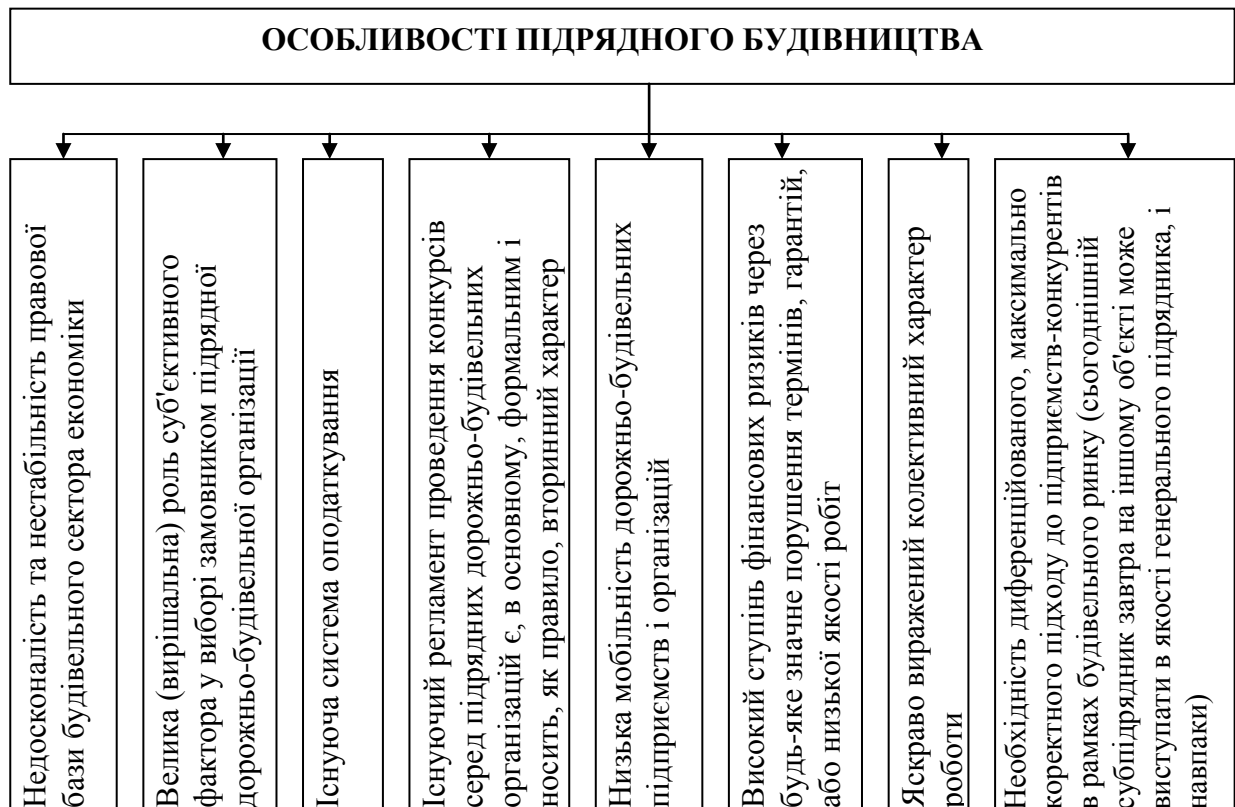 ОСОБЛИВОСТІ ПІДРЯДНОГО БУДІВНИЦТВА
Недосконалість та нестабільність правової
бази будівельного сектора економіки
Велика (вирішальна) роль суб'єктивного
фактора у виборі замовником підрядної
дорожньо-будівельної організації
Існуюча система оподаткування
Існуючий регламент проведення конкурсів
серед підрядних дорожньо-будівельних
організацій є, в основному, формальним і
носить, як правило, вторинний характер
Низька мобільність дорожньо-будівельних
підприємств і організацій
Високий ступінь фінансових ризиків через
будь-яке значне порушення термінів, гарантій,
або низької якості робіт
Яскраво виражений колективний характер
роботи
Необхідність диференційованого, максимально
коректного підходу до підприємств-конкурентів
в рамках будівельного ринку (сьогоднішній
субпідрядник завтра на іншому об'єкті може
виступати в якості генерального підрядника, і
навпаки)